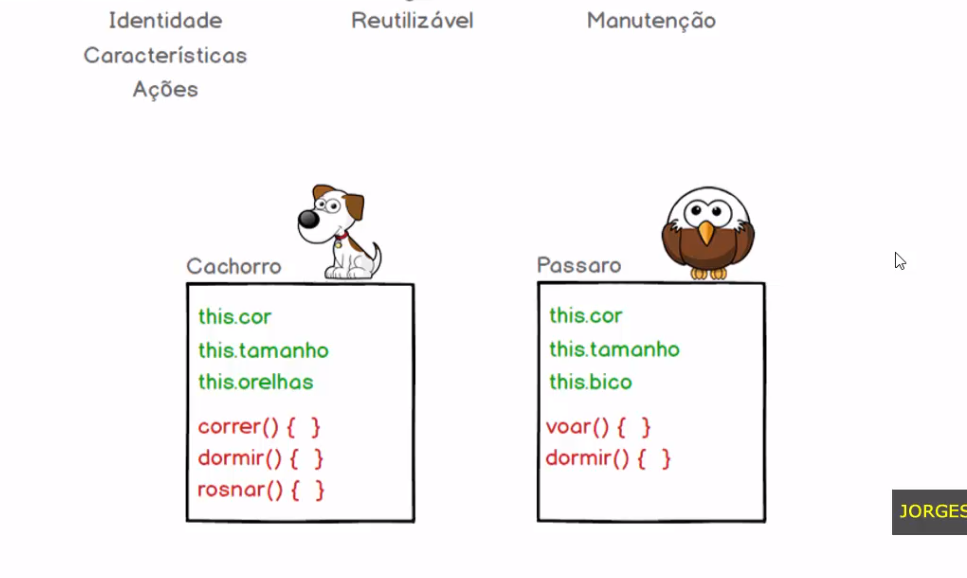 Identidade
Características
Ações
Reutilizável
Manutenção
Cachorro
this.cor
this.tamanho
this.orelhas
correr() { }
dormir() { }
rosnar() { }
Passaro
this.cor
this.tamanho
this.bico
voar() { }
dormir() { }
JORGES